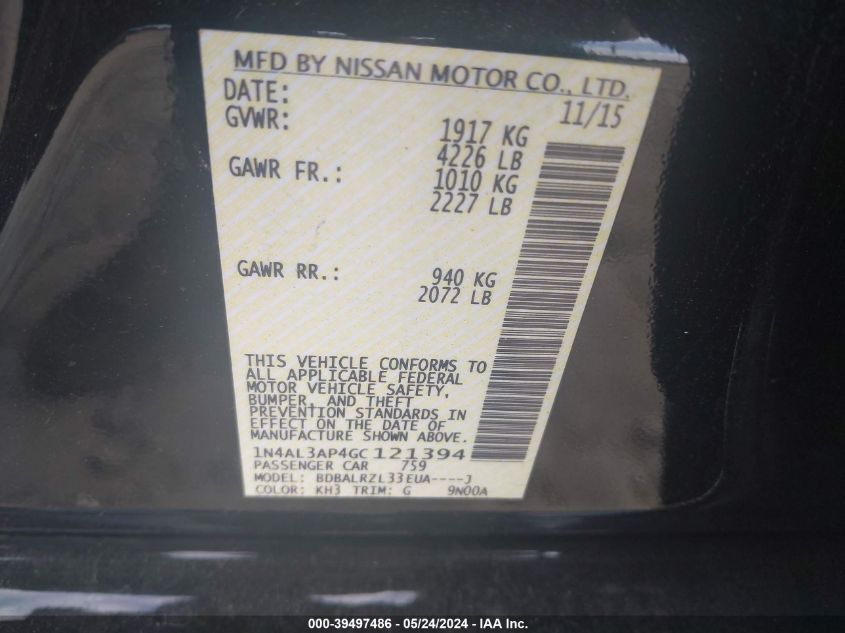 MFD BY NISSAN MOTOR CO., LTD.
DATE: 11/15
GVWR: 1917 KG
4226 LB
GAWR FR.: 1010 KG
2227 LB
GAWR RR.: 940 KG
2072 LB
THIS VEHICLE CONFORMS TO
ALL APPLICABLE FEDERAL
MOTOR VEHICLE SAFETY,
BUMPER, AND THEFT
PREVENTION STANDARDS IN
EFFECT ON THE DATE OF
MANUFACTURE SHOWN ABOVE.
1N4AL3AP4GC121394
PASSENGER CAR 759
MODEL: BDBALRZL33EUA----J
COLOR: KH3 TRIM: G 9N00A
000-39497486 - 05/24/2024 - IAA Inc.